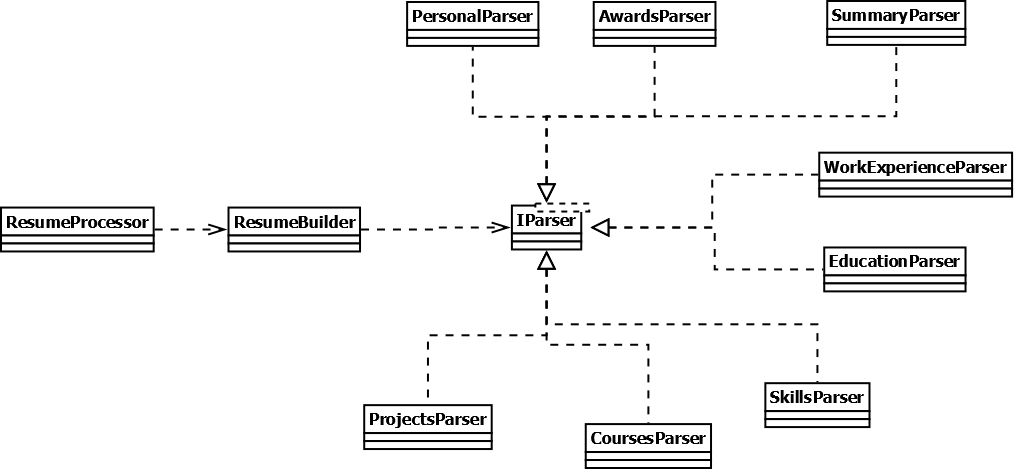 PersonalParser
AwardsParser
SummaryParser
WorkExperienceParser
ResumeProcessor
ResumeBuilder
IParser
EducationParser
SkillsParser
ProjectsParser
CoursesParser